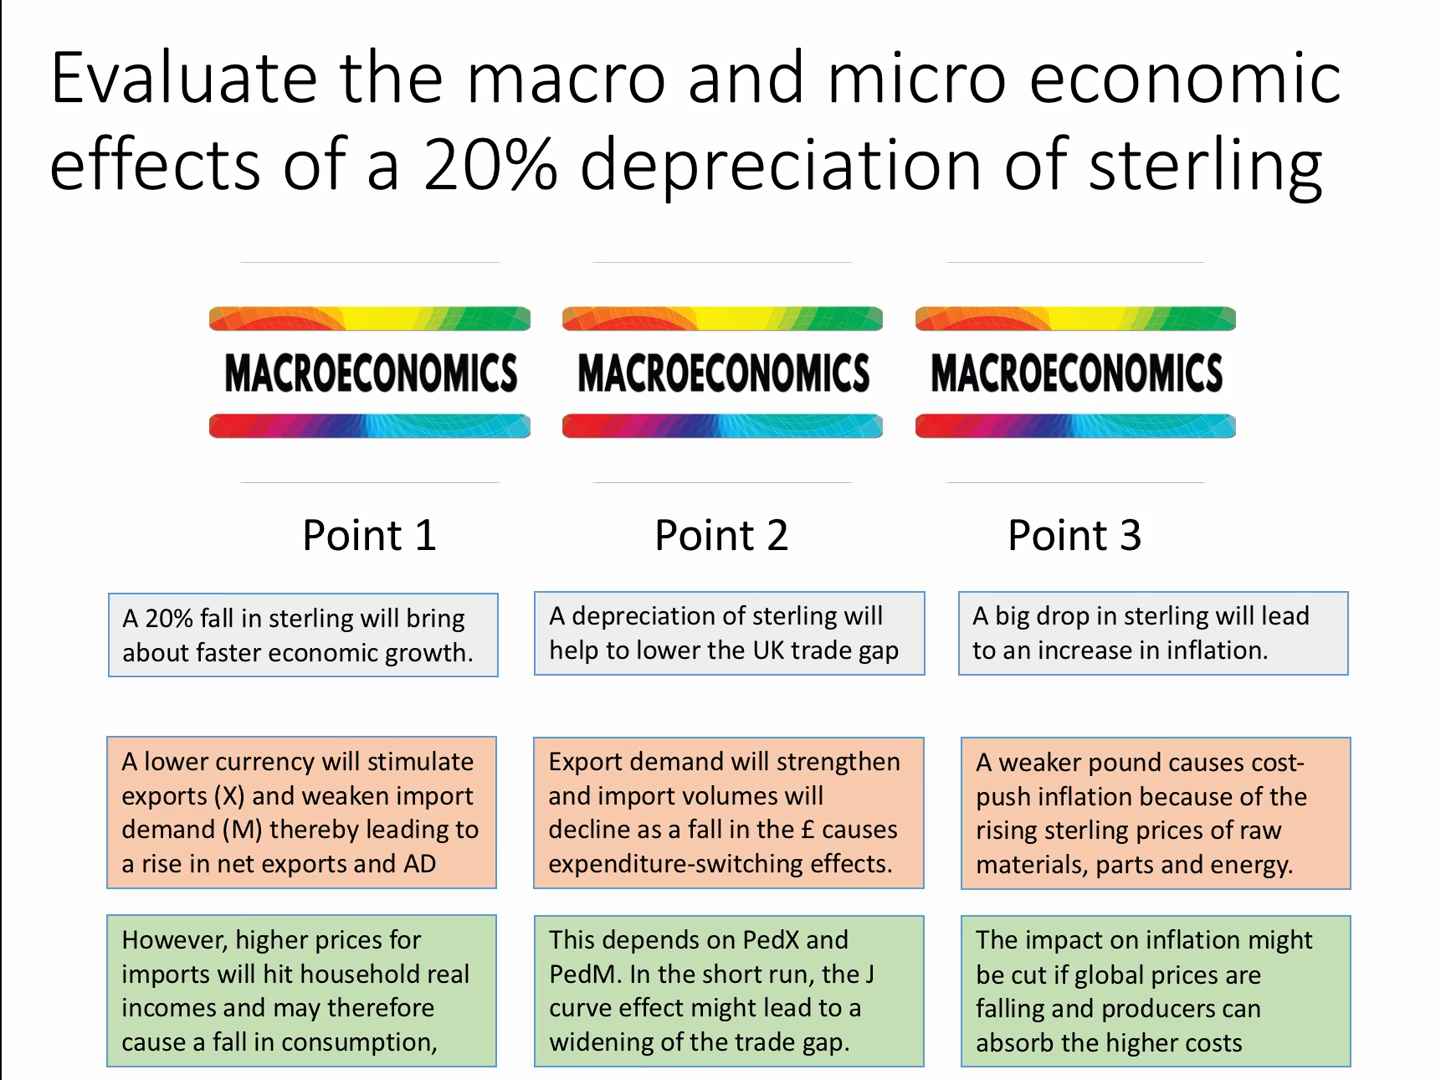 Evaluate the macro and micro economic
effects of a 20% depreciation of sterling
MACROECONOMICS
MACROECONOMICS
MACROECONOMICS
Point 1
Point 2
Point 3
A 20% fall in sterling will bring
about faster economic growth.
A depreciation of sterling will
help to lower the UK trade gap
A big drop in sterling will lead
to an increase in inflation.
A lower currency will stimulate
exports (X) and weaken import
demand (M) thereby leading to
a rise in net exports and AD
Export demand will strengthen
and import volumes will
decline as a fall in the £ causes
expenditure-switching effects.
A weaker pound causes cost-
push inflation because of the
rising sterling prices of raw
materials, parts and energy.
However, higher prices for
imports will hit household real
incomes and may therefore
cause a fall in consumption,
This depends on PedX and
PedM. In the short run, the J
curve effect might lead to a
widening of the trade gap.
The impact on inflation might
be cut if global prices are
falling and producers can
absorb the higher costs